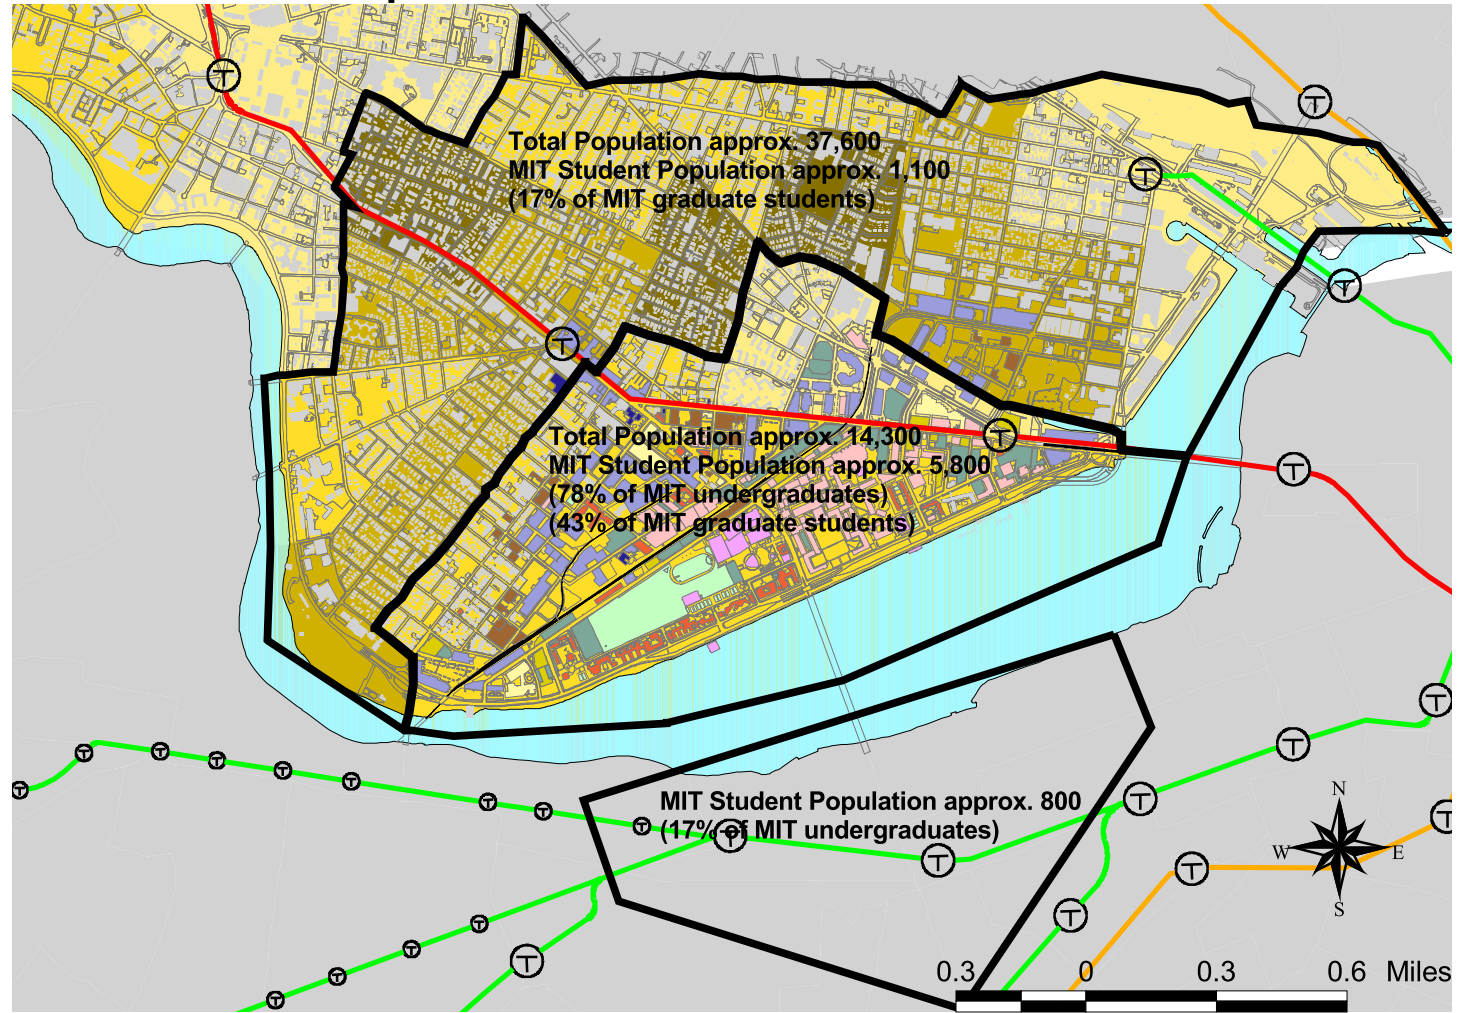 Total Population approx. 37,600
MIT Student Population approx. 1,100
(17% of MIT graduate students)
Total Population approx. 14,300
MIT Student Population approx. 5,800
(78% of MIT undergraduates)
(43% of MIT graduate students)
MIT Student Population approx. 800
(17% of MIT undergraduates)
N
W E
S
0.3 0 0.3 0.6 Miles